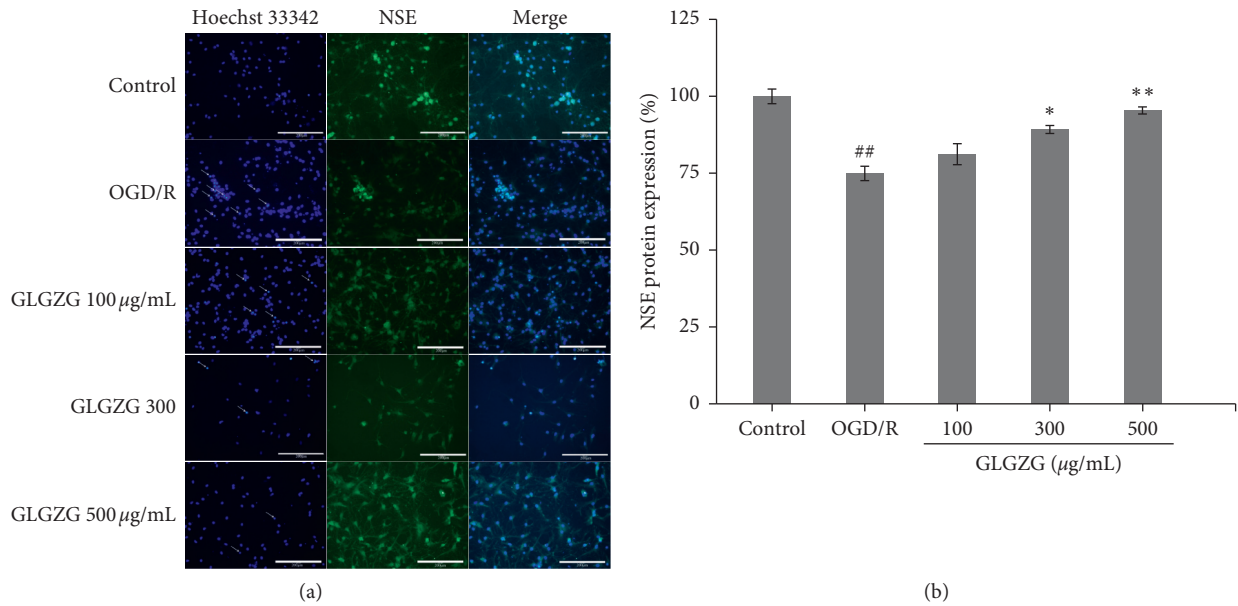 Hoechst 33342 NSE Merge
Control
OGD/R
GLGZG 100 μg/mL
GLGZG 300
GLGZG 500 μg/mL
(a)
NSE protein expression (%)
125
100
75
50
25
0
##
*
**
Control OGD/R 100 300 500
GLGZG (μg/mL)
(b)